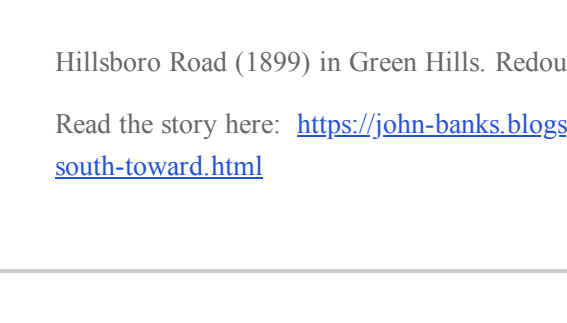 Hillsboro Road (1899) in Green Hills. Redou
Read the story here: https://john-banks.blogs
south-toward.html